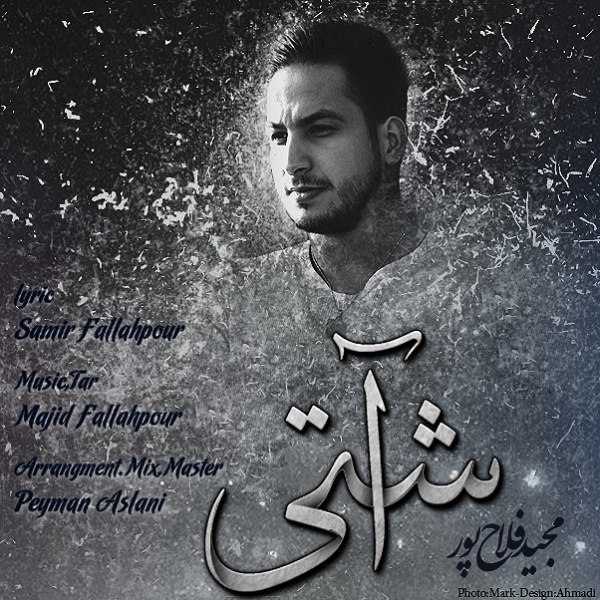 lyric
Samir Fallahpour
Music,Tar
Majid Fallahpour
Arrangment.Mix,Master
Peyman Aslani
آشتی
مجید فلاح پور
Photo:Mark-Design:Ahmadi